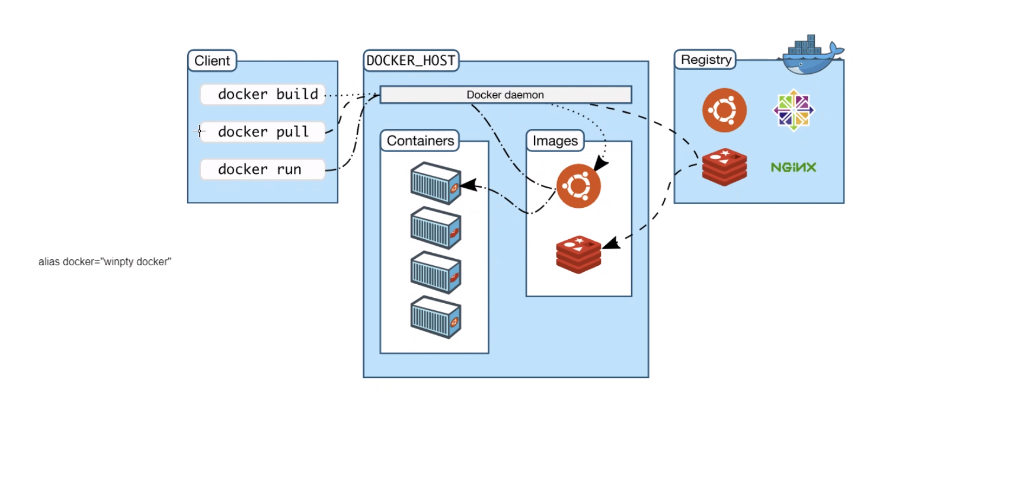 Client
docker build
docker pull
docker run
DOCKER_HOST
Docker daemon
Containers
Images
Registry
NGiNX
alias docker="winpty docker"